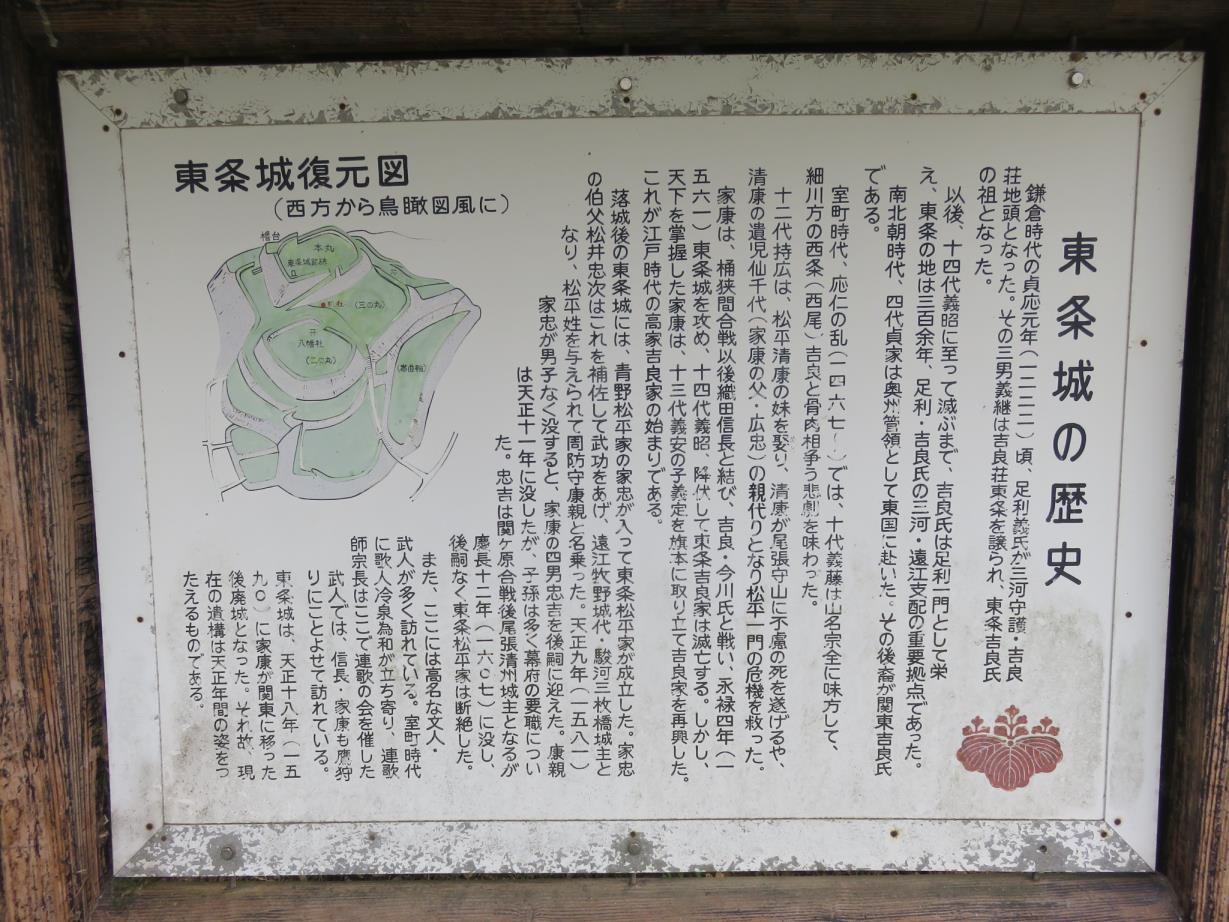 東条城の歴史
鎌倉時代の貞応元年(一二二二)頃、足利義氏が三河守護・吉良
荘地頭となった。その三男義継は吉良荘東条を譲られ、東条吉良氏
の祖となった。
以後、十四代義昭に至って滅ぶまで、吉良氏は足利一門として栄
え、東条の地は三百余年、足利・吉良氏の三河・遠江支配の重要拠点であった。
南北朝時代、四代貞家は奥州管領として東国に赴いた。その後裔が関東吉良氏
である。
室町時代、応仁の乱(一四六七~)では、十代義藤は山名宗全に味方して、
細川方の西条(西尾)吉良と骨肉相争う悲劇を味わった。
十二代持広は、松平清康の妹を娶り、清康が尾張守山に不慮の死を遂げるや、
清康の遺児仙千代(家康の父・広忠)の親代りとなり松平一門の危機を救った。
家康は、桶狭間合戦以後織田信長と結び、吉良・今川氏と戦い、永禄四年(一
五六一)東条城を攻め、十四代義昭、降伏して東条吉良家は滅亡する。しかし、
天下を掌握した家康は、十三代義安の子義定を旗本に取り立て吉良家を再興した。
これが江戸時代の高家吉良家の始まりである。
落城後の東条城には、青野松平家の家忠が入って東条松平家が成立した。家忠
の伯父松井忠次はこれを補佐して武功をあげ、遠江牧野城代・駿河三枚橋城主と
なり、松平姓を与えられて周防守康親と名乗った。天正九年(一五八一)
家忠が男子なく没すると、家康の四男忠吉を後嗣に迎えた。康親
は天正十一年に没したが、子孫は多く幕府の要職につい
た。忠吉は関ヶ原合戦後尾張清州城主となるが
慶長十二年(一六〇七)に没し、
後嗣なく東条松平家は断絶した。
また、ここには高名な文人・
武人が多く訪れている。室町時代
に歌人冷泉為和が立ち寄り、連歌
師宗長はここで連歌の会を催した
武人では、信長・家康も鷹狩
りにことよせて訪れている。
東条城は、天正十八年(一五
九〇)に家康が関東に移った
後廃城となった。それ故、現
在の遺構は天正年間の姿をつ
たえるものである。
東条城復元図
(西方から鳥瞰図風に)
櫓台
本丸
東条城記碑
(三の丸)
八幡社
(二の丸)
(帯曲輪)